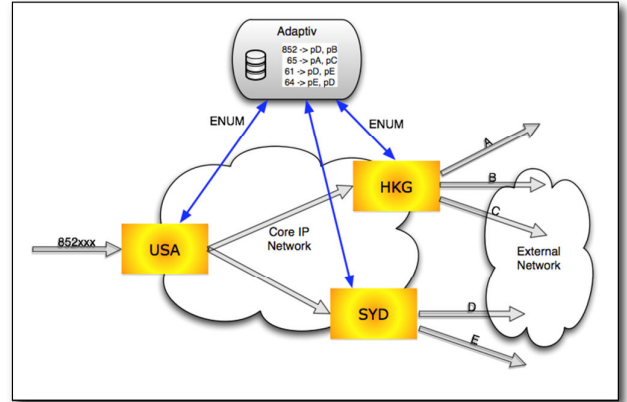 Adaptiv
852 -> pD, pB
65 -> pA, pC
61 -> pD, pE
64 -> pE, pD
ENUM
ENUM
A
HKG
B
C
852xxx
USA
Core IP
Network
External
Network
SYD
D
E